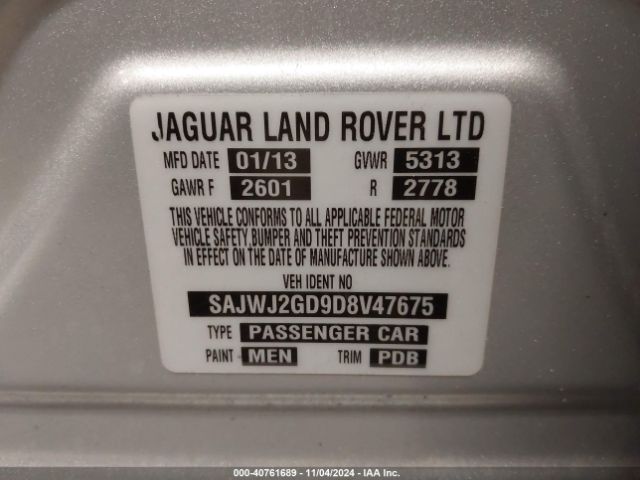 JAGUAR LAND ROVER LTD
MFD DATE 01/13 GVWR 5313
GAWR F 2601 R 2778
THIS VEHICLE CONFORMS TO ALL APPLICABLE FEDERAL MOTOR
VEHICLE SAFETY,BUMPER AND THEFT PREVENTION STANDARDS
IN EFFECT ON THE DATE OF MANUFACTURE SHOWN ABOVE.
VEH IDENT NO
SAJWJ2GD9D8V47675
TYPE PASSENGER CAR
PAINT MEN TRIM PDB
000-40761689 - 11/04/2024 - IAA Inc.